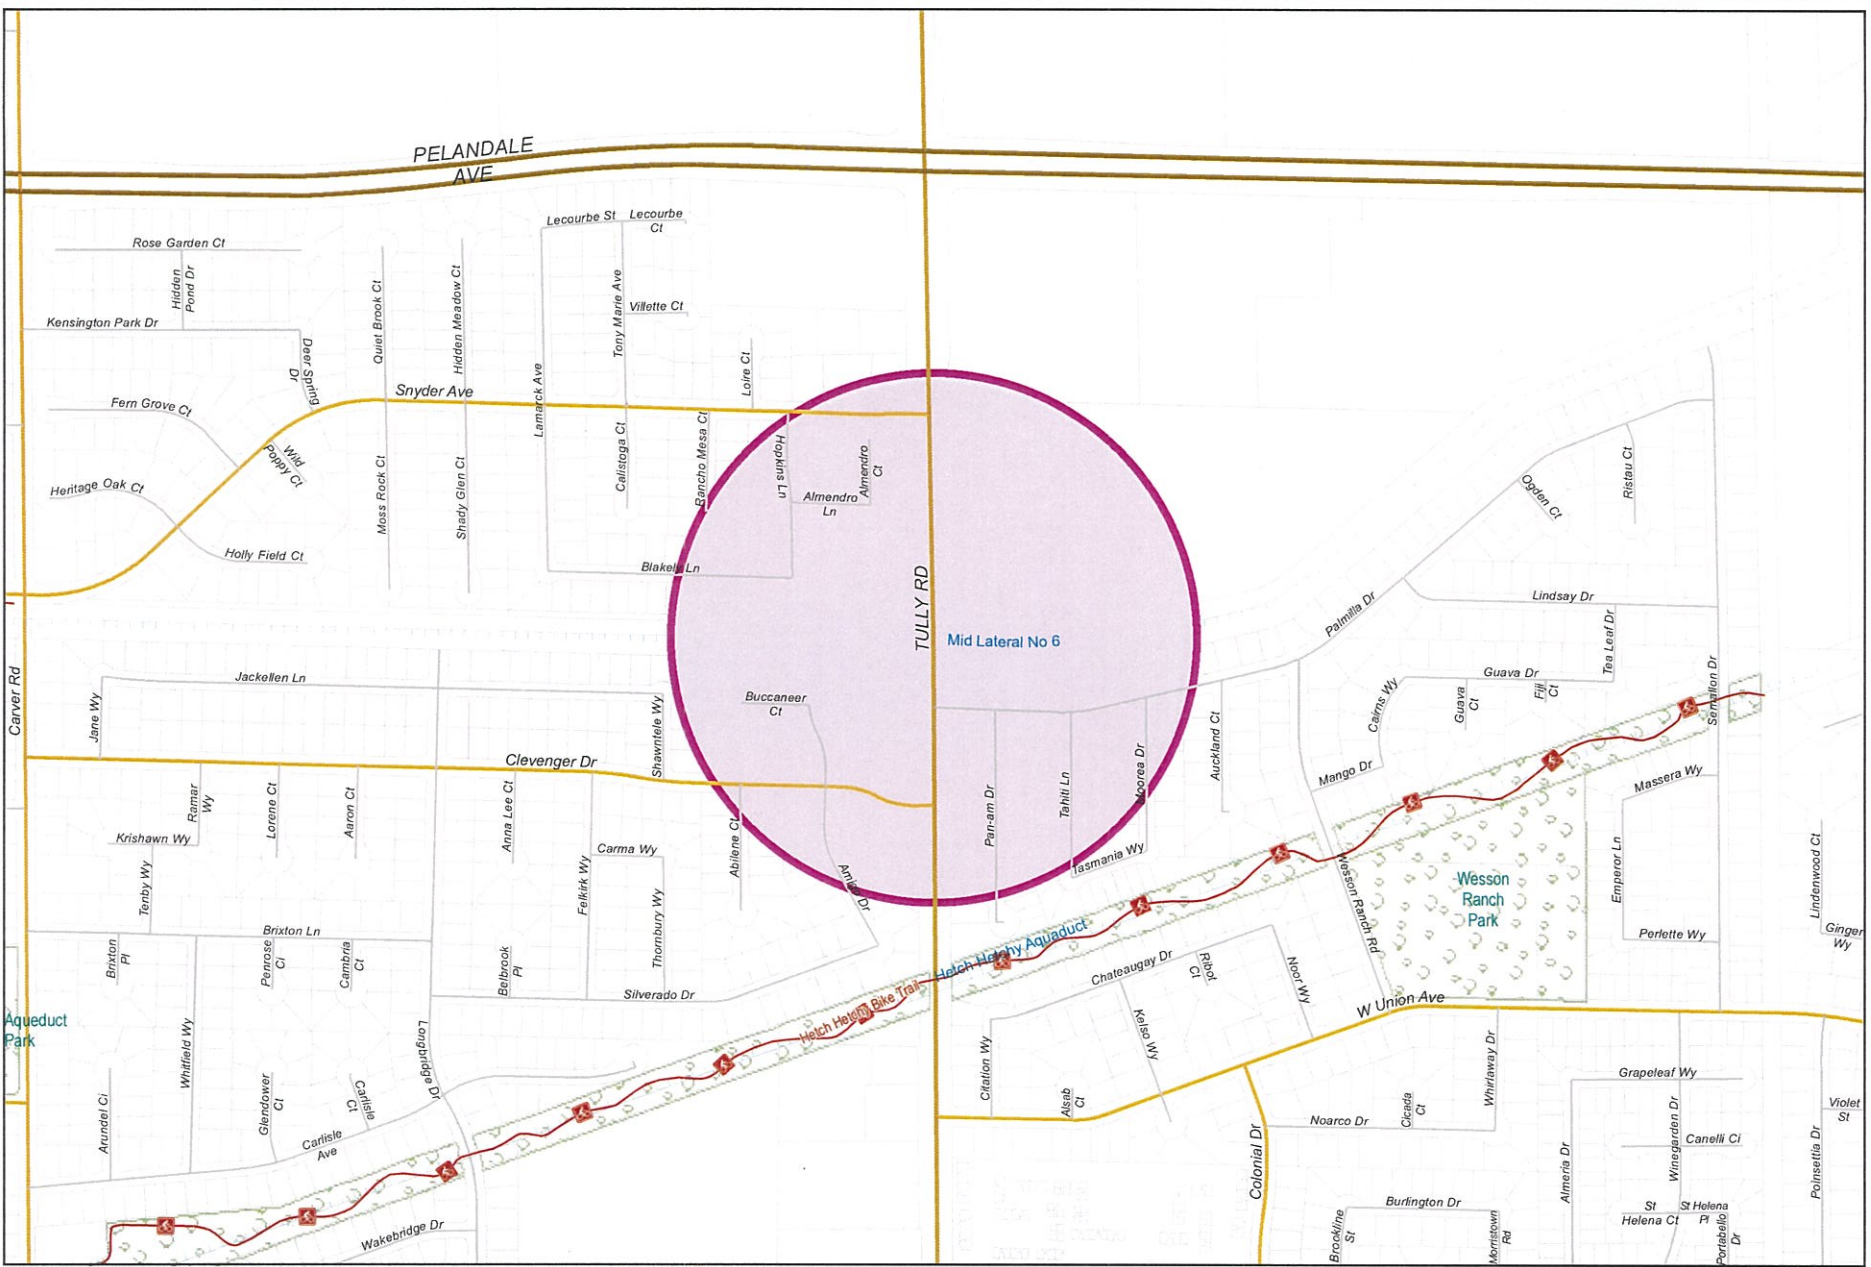 PELANDALE
AVE
Lecourbe St
Lecourbe
Ct
Rose Garden Ct
Hidden
Pond Dr
Quiet Brook Ct
Hidden Meadow Ct
Tony Marie Ave
Villette Ct
Kensington Park Dr
Deer Spring
Dr
Lamarck Ave
Loire Ct
Snyder Ave
Fern Grove Ct
Wild
Poppy Ct
Heritage Oak Ct
Moss Rock Ct
Shady Glen Ct
Calistoga Ct
Rancho Mesa Ct
Hopkins Ln
Almendro
Ct
Almendro
Ln
Holly Field Ct
Blakely Ln
TULLY RD
Mid Lateral No 6
Ogden Ct
Ristau Ct
Palmilla Dr
Lindsay Dr
Tea Leaf Dr
Carver Rd
Jackellen Ln
Jane Wy
Shawntele Wy
Buccaneer
Ct
Guava Dr
Cairns Wy
Guava
Ct
Fiji
Ct
Semallon Dr
Clevenger Dr
Auckland Ct
Moorea Dr
Tahiti Ln
Pan-am Dr
Mango Dr
Massera Wy
Ramar
Wy
Lorene Ct
Aaron Ct
Anna Lee Ct
Krishawn Wy
Carma Wy
Abilene Ct
Tasmania Wy
Tenby Wy
Felkirk Wy
Thornbury Wy
Amigo Dr
Wesson Ranch Rd
Wesson
Ranch
Park
Emperor Ln
Lindenwood Ct
Ginger
Wy
Perlette Wy
Brixton Ln
Brixton
Pl
Penrose
Ci
Cambria
Ct
Belbrook
Pl
Silverado Dr
Hetch Hetchy Aquaduct
Hetch Hetchy Bike Trail
Chateaugay Dr
Ribot
Ct
Noor Wy
W Union Ave
Aqueduct
Park
Whitfield Wy
Longbridge Dr
Citation Wy
Kelso Wy
Alsab
Ct
Whirlaway Dr
Grapeleaf Wy
Arundel Ci
Glendower
Ct
Carlisle
Ct
Carlisle
Ave
Colonial Dr
Noarco Dr
Cicada
Ct
Violet
St
Almeria Dr
Winegarden Dr
Canelli Ci
Poinsettia Dr
Wakebridge Dr
Burlington Dr
Brookline
St
Morristown
Rd
St
Helena Ct
St Helena
Pl
Portabello
Dr